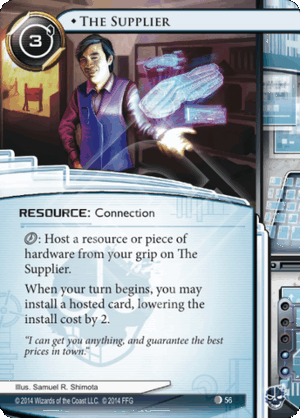 3
◆ THE SUPPLIER
RESOURCE: Connection
: Host a resource or piece of
hardware from your grip on The
Supplier.
When your turn begins, you may
install a hosted card, lowering the
install cost by 2.
"I can get you anything, and guarantee the best
prices in town."
Illus. Samuel R. Shimota
© 2014 Wizards of the Coast LLC. © 2014 FFG
56